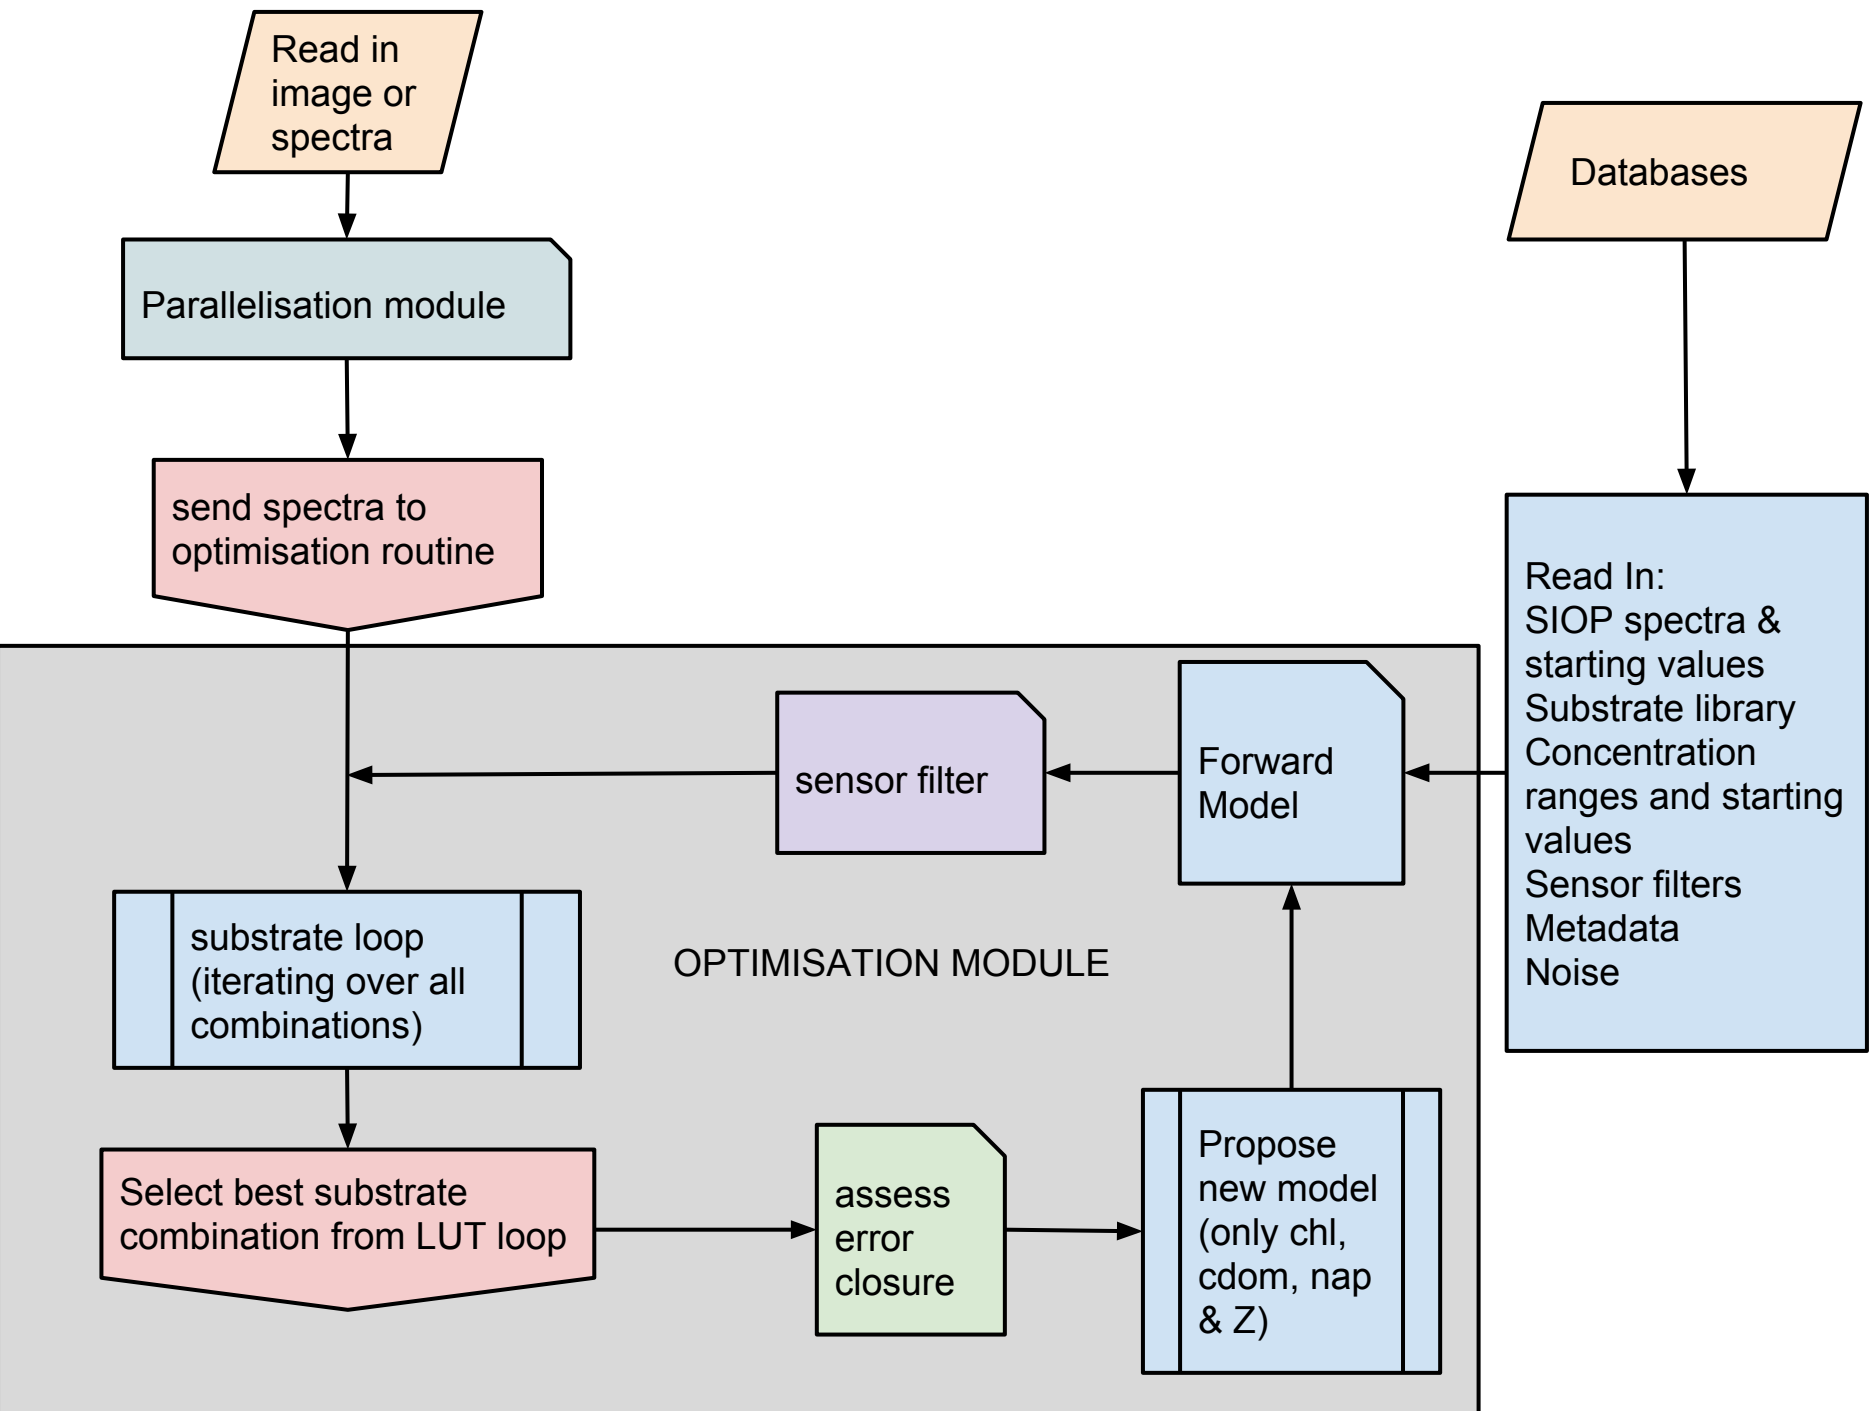 Read in
image or
spectra
Databases
Parallelisation module
send spectra to
optimisation routine
Read In:
SIOP spectra &
starting values
Substrate library
Concentration
ranges and starting
values
Sensor filters
Metadata
Noise
sensor filter
Forward
Model
substrate loop
(iterating over all
combinations)
OPTIMISATION MODULE
Select best substrate
combination from LUT loop
assess
error
closure
Propose
new model
(only chl,
cdom, nap
& Z)